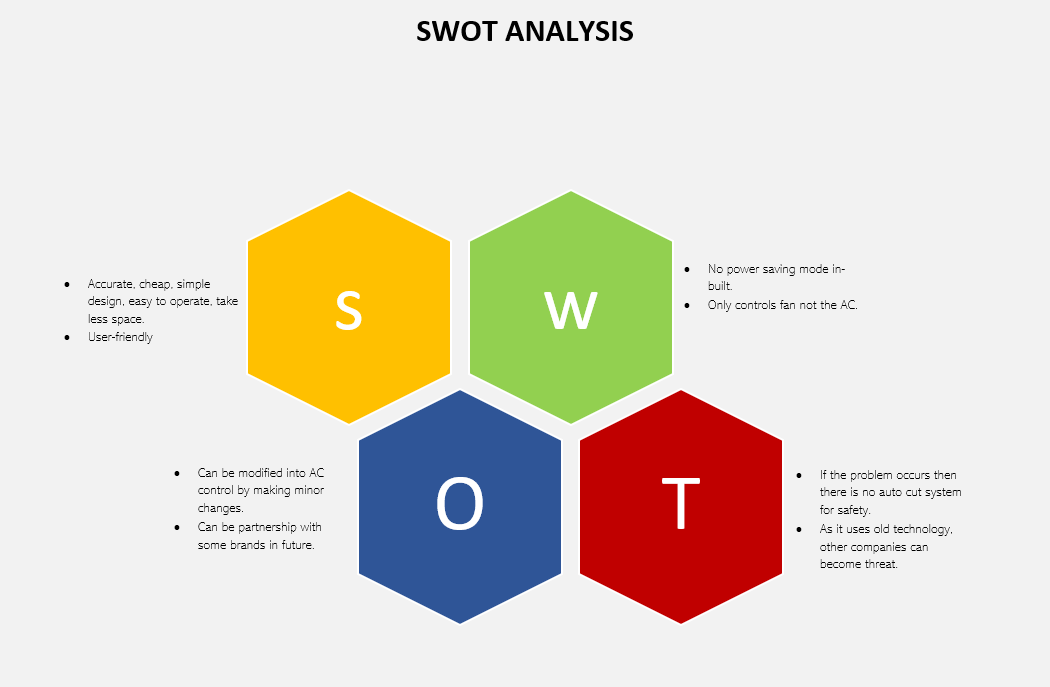 SWOT ANALYSIS
S
• Accurate, cheap, simple
design, easy to operate, take
less space.
• User-friendly
W
• No power saving mode in-
built.
• Only controls fan not the AC.
O
• Can be modified into AC
control by making minor
changes.
• Can be partnership with
some brands in future.
T
• If the problem occurs then
there is no auto cut system
for safety.
• As it uses old technology,
other companies can
become threat.